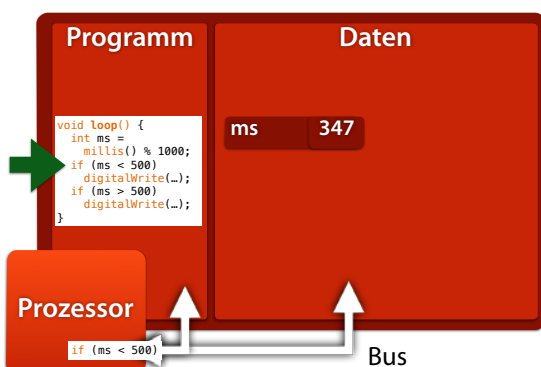 Programm
Daten
void loop() {
int ms =
millis() % 1000;
if (ms < 500)
digitalWrite(…);
if (ms > 500)
digitalWrite(…);
}
ms 347
Prozessor
if (ms < 500)
Bus